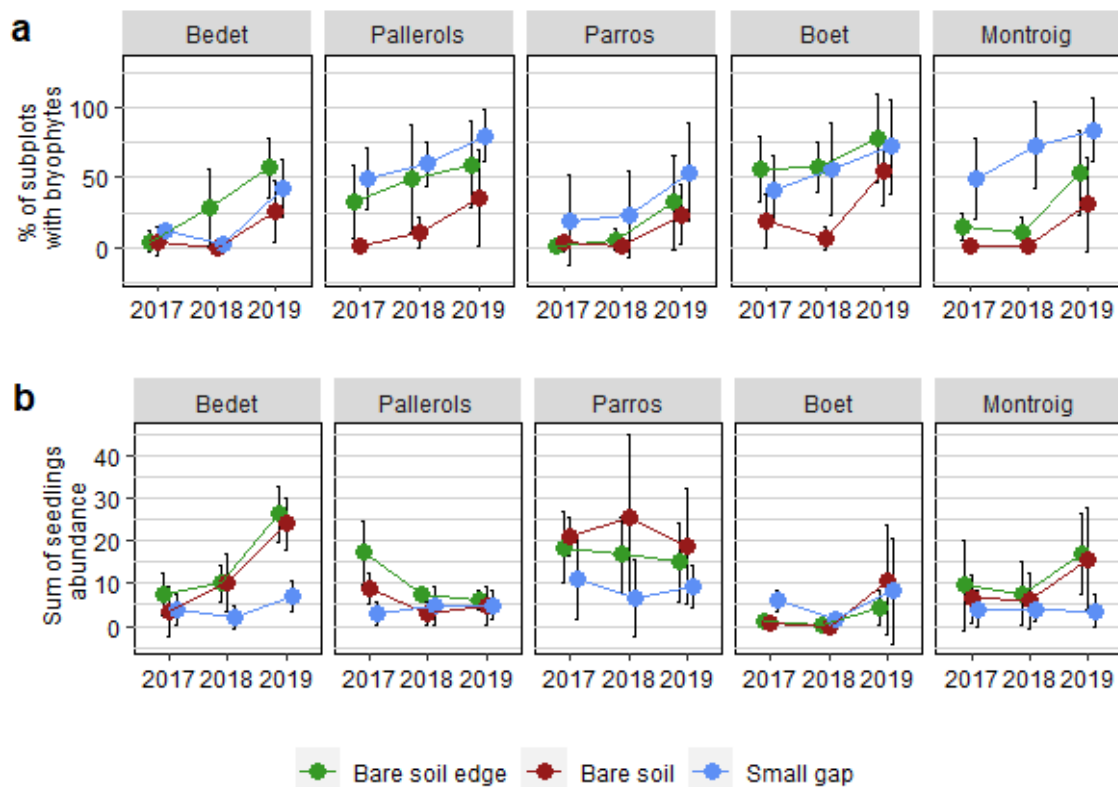 a
Bedet Pallerols Parros Boet Montroig
% of subplots
with bryophytes
100
50
0
2017 2018 2019 2017 2018 2019 2017 2018 2019 2017 2018 2019 2017 2018 2019
b
Bedet Pallerols Parros Boet Montroig
Sum of seedlings
abundance
40
30
20
10
0
2017 2018 2019 2017 2018 2019 2017 2018 2019 2017 2018 2019 2017 2018 2019
Bare soil edge Bare soil Small gap